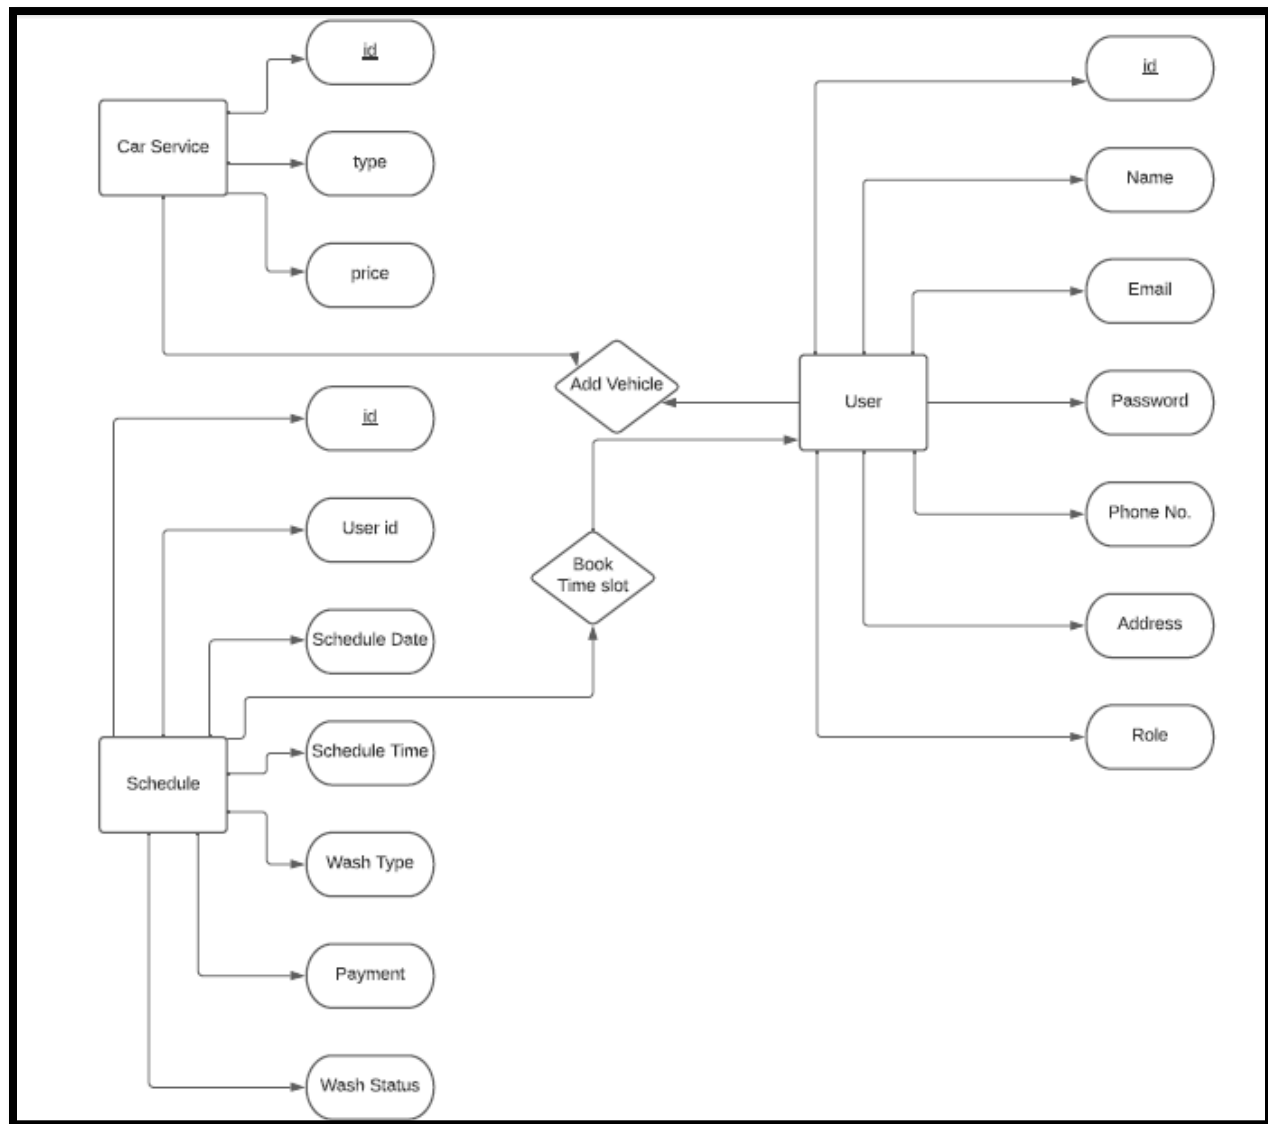 id
Car Service
type
price
Add Vehicle
id
User id
Schedule Date
Book
Time slot
Schedule Time
Schedule
Wash Type
Payment
Wash Status
id
Name
Email
User
Password
Phone No.
Address
Role